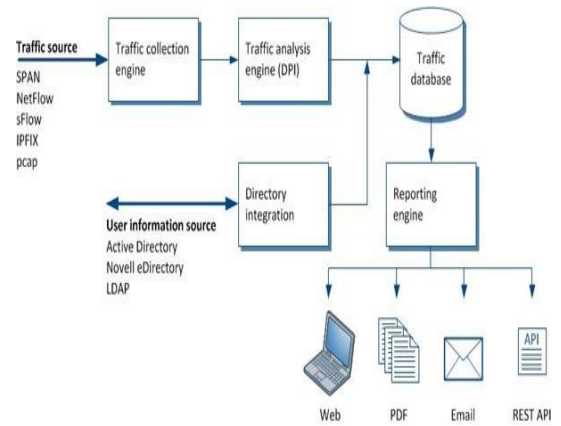 Traffic source
SPAN
NetFlow
sFlow
IPFIX
pcap
Traffic collection
engine
Traffic analysis
engine (DPI)
Traffic
database
User information source
Active Directory
Novell eDirectory
LDAP
Directory
integration
Reporting
engine
API
Web
PDF
Email
REST API